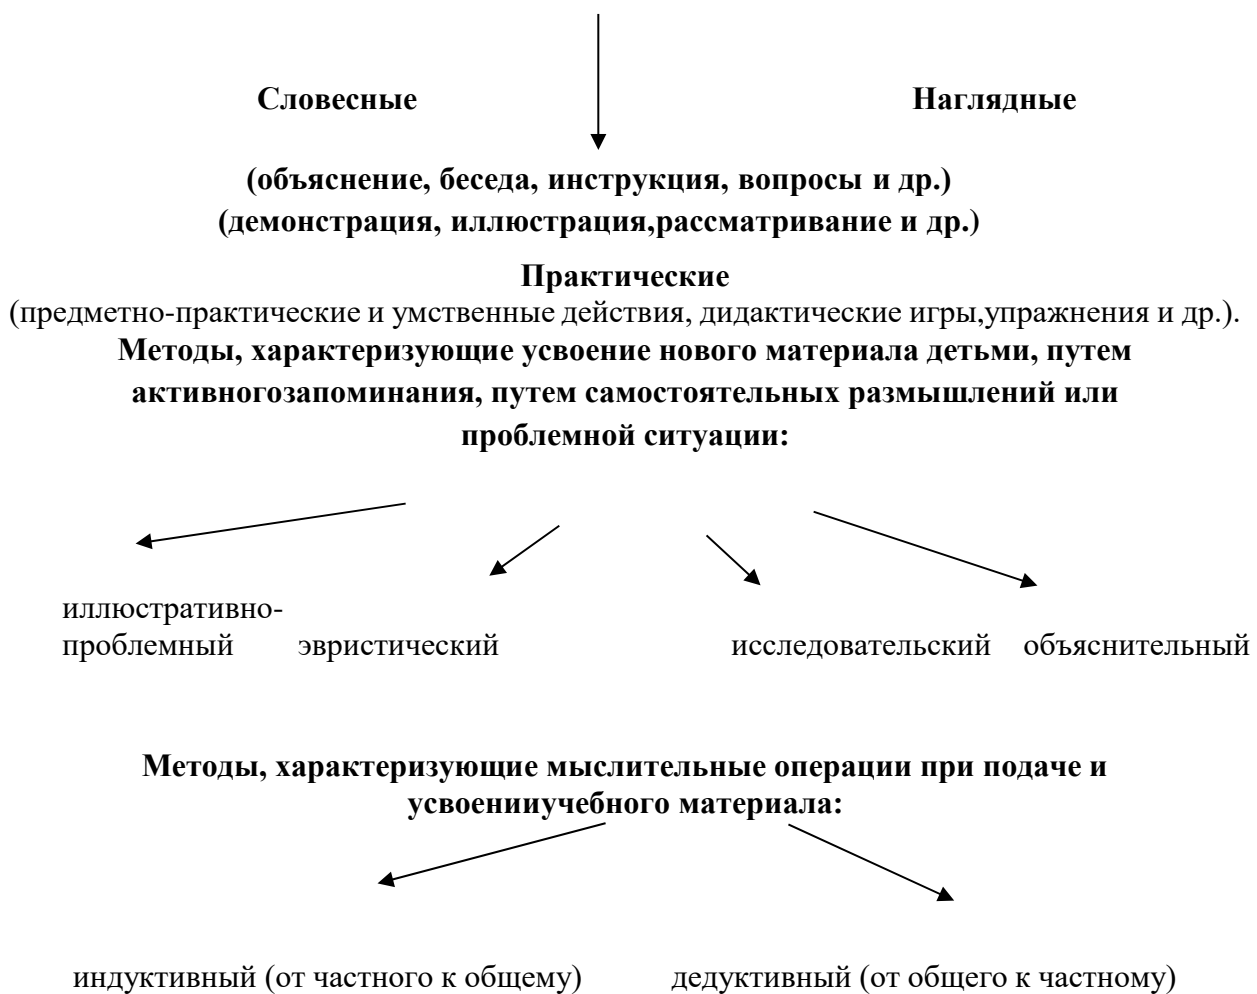 Словесные Наглядные
(объяснение, беседа, инструкция, вопросы и др.)
(демонстрация, иллюстрация,рассматривание и др.)
Практические
(предметно-практические и умственные действия, дидактические игры,упражнения и др.).
Методы, характеризующие усвоение нового материала детьми, путем
активногозапоминания, путем самостоятельных размышлений или
проблемной ситуации:
иллюстративно-
проблемный эвристический исследовательский объяснительный
Методы, характеризующие мыслительные операции при подаче и
усвоенииучебного материала:
индуктивный (от частного к общему) дедуктивный (от общего к частному)